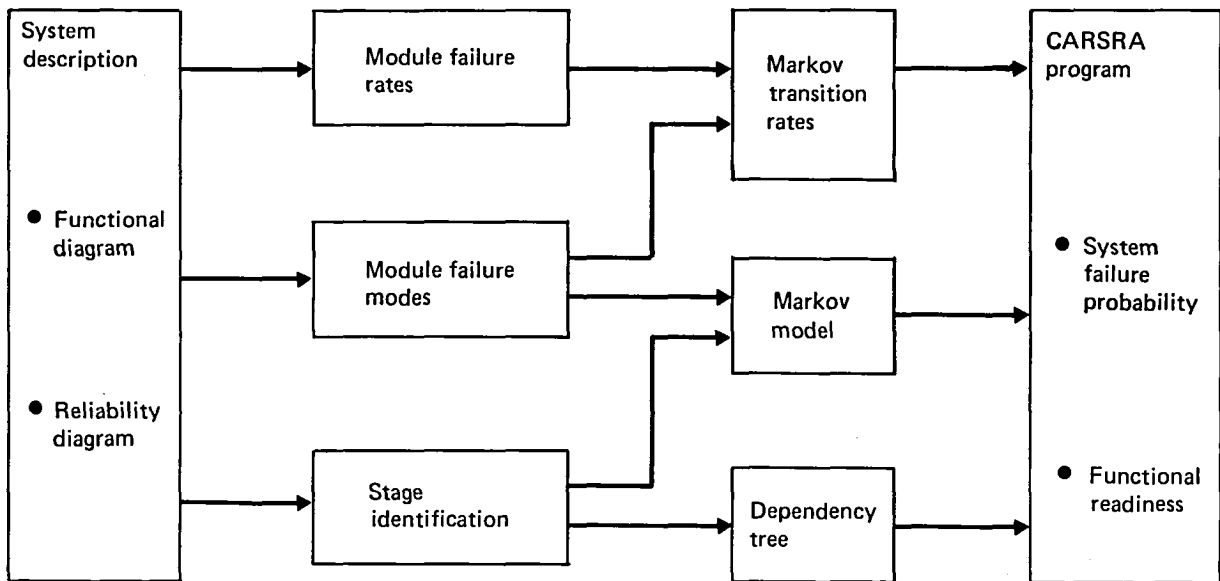 System
description
● Functional
diagram
● Reliability
diagram
Module failure
rates
Module failure
modes
Stage
identification
Markov
transition
rates
Markov
model
Dependency
tree
CARSRA
program
● System
failure
probability
● Functional
readiness